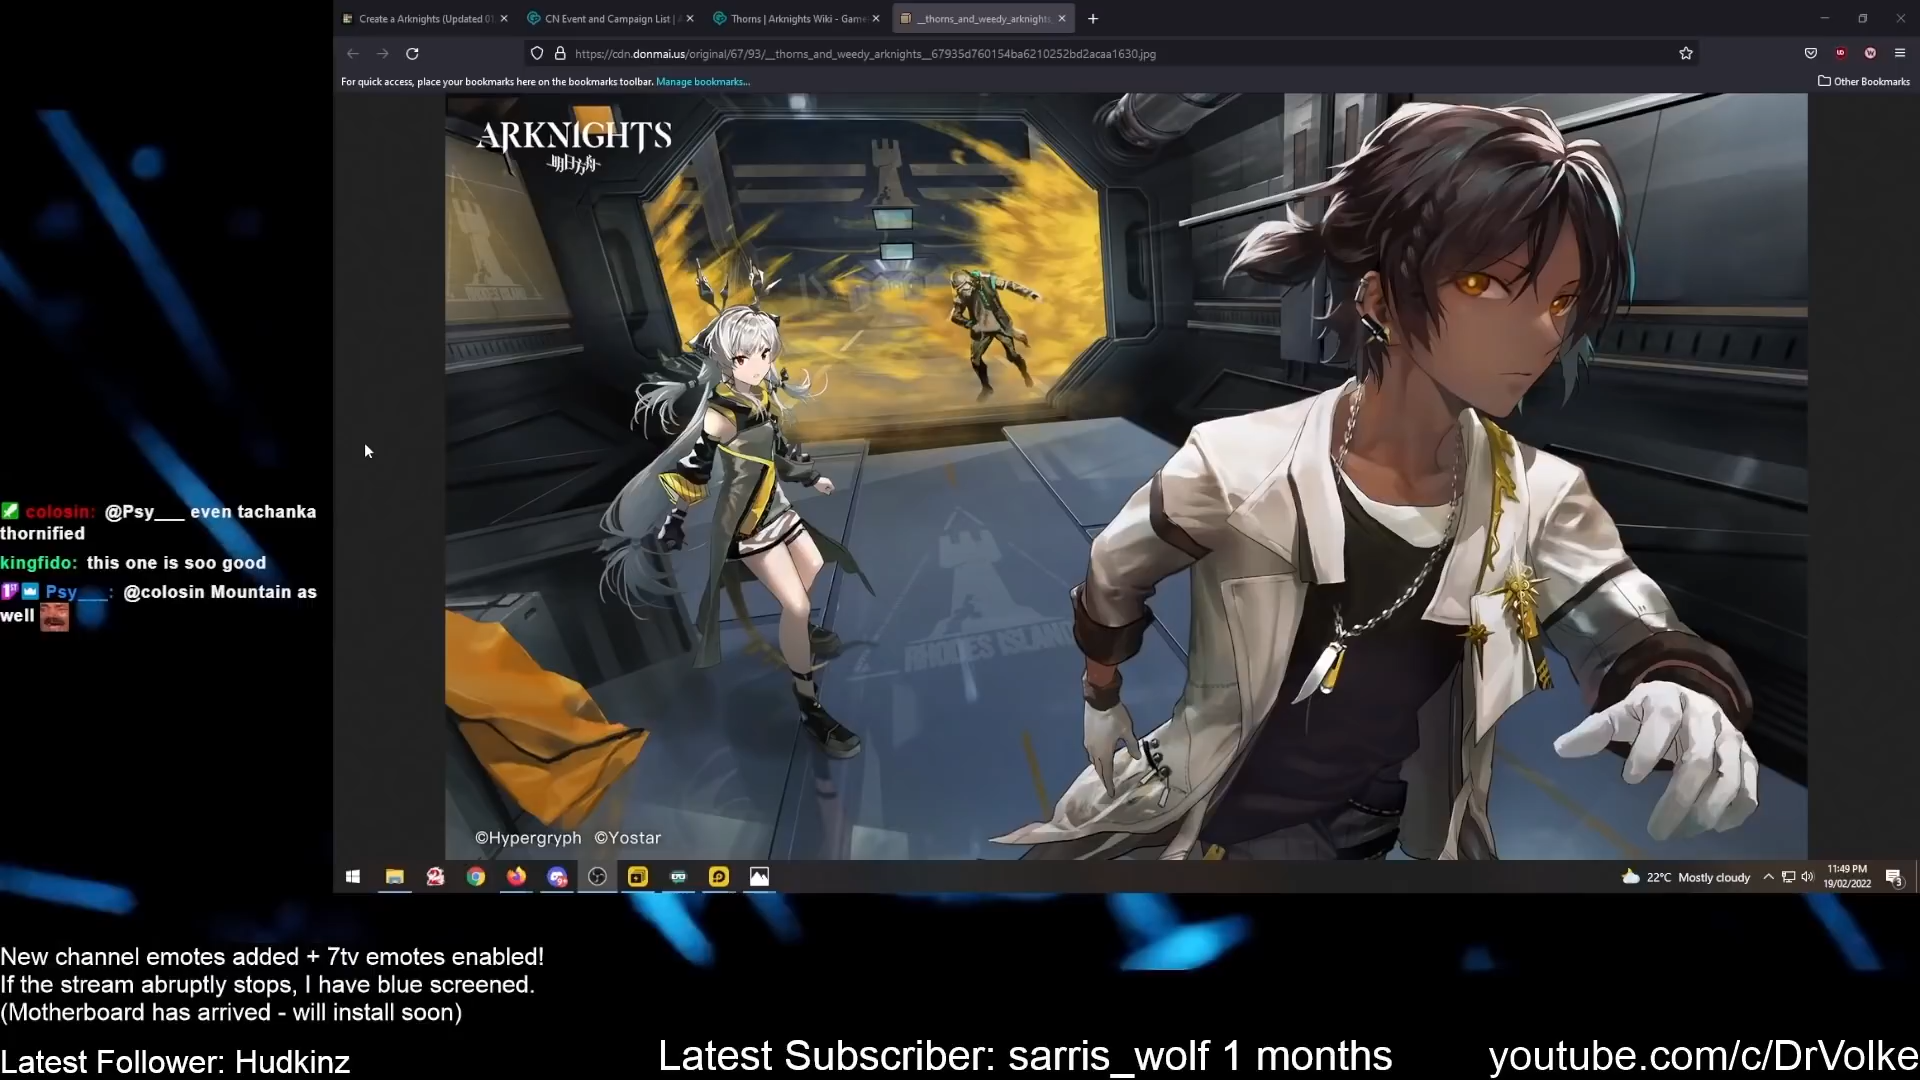 Create a Arknights (Updated 01
CN Event and Campaign List | A
Thorns | Arknights Wiki - Game
__thorns_and_weedy_arknights_
https://cdn.donmai.us/original/67/93/__thorns_and_weedy_arknights__67935d760154ba6210252bd2acaa1630.jpg
For quick access, place your bookmarks here on the bookmarks toolbar. Manage bookmarks...
Other Bookmarks
ARKNIGHTS
明日方舟
RHODES ISLAND
©Hypergryph ©Yostar
colosin: @Psy___ even tachanka
thornified
kingfido: this one is soo good
Psy___: @colosin Mountain as
well
22°C Mostly cloudy
11:49 PM
19/02/2022
3
New channel emotes added + 7tv emotes enabled!
If the stream abruptly stops, I have blue screened.
(Motherboard has arrived - will install soon)
Latest Follower: Hudkinz
Latest Subscriber: sarris_wolf 1 months
youtube.com/c/DrVolke